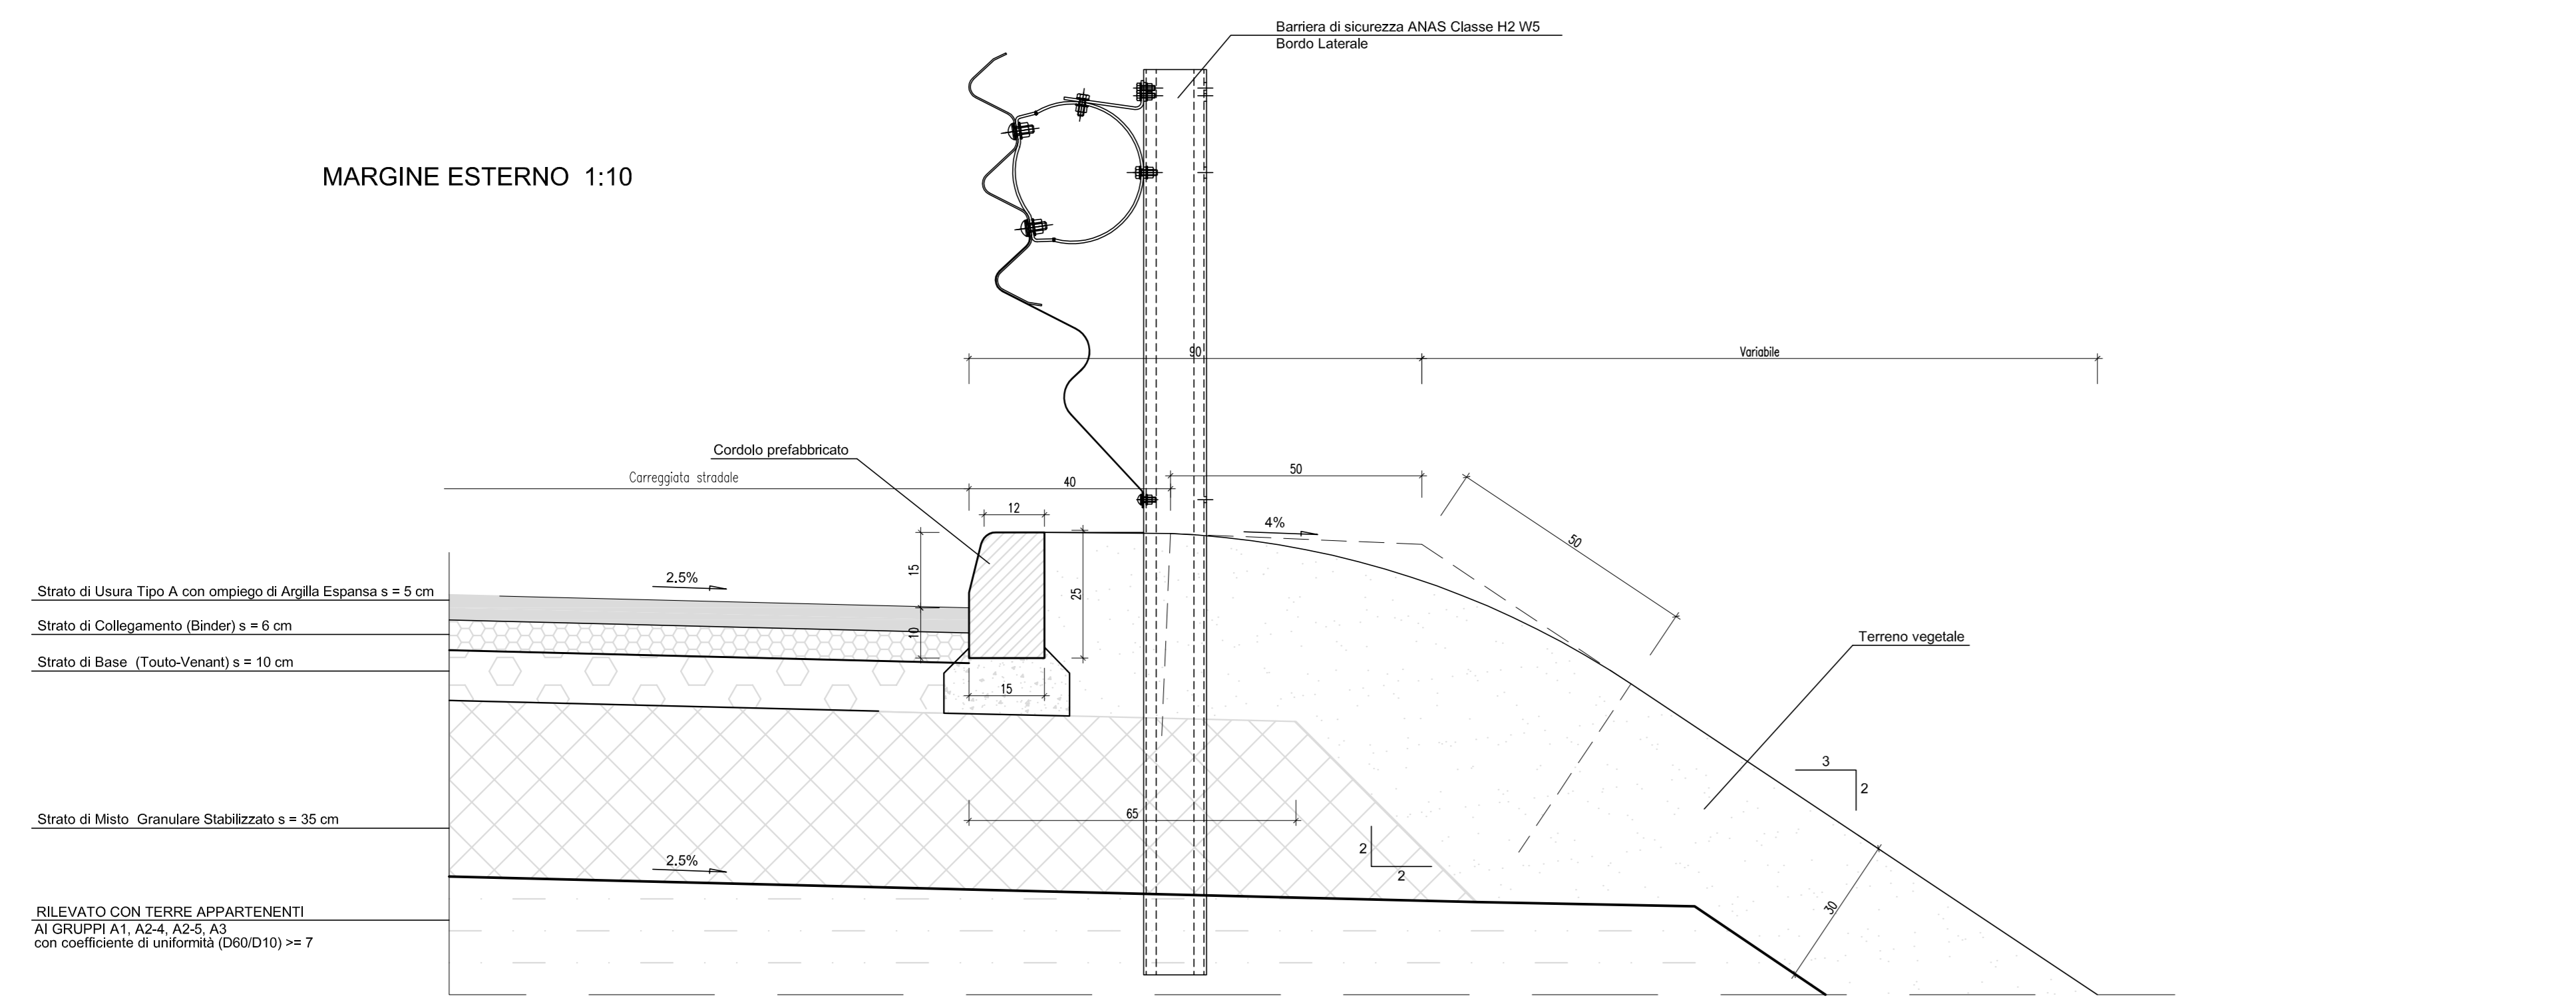 Barriera di sicurezza ANAS Classe H2 W5
Bordo Laterale
MARGINE ESTERNO 1:10
90
Variabile
Cordolo prefabbricato
Carreggiata stradale
40
50
12
4%
50
15
25
2.5%
Strato di Usura Tipo A con ompiego di Argilla Espansa s = 5 cm
Strato di Collegamento (Binder) s = 6 cm
10
Terreno vegetale
Strato di Base (Touto-Venant) s = 10 cm
15
3
2
65
Strato di Misto Granulare Stabilizzato s = 35 cm
2
2
2.5%
30
RILEVATO CON TERRE APPARTENENTI
AI GRUPPI A1, A2-4, A2-5, A3
con coefficiente di uniformità (D60/D10) >= 7